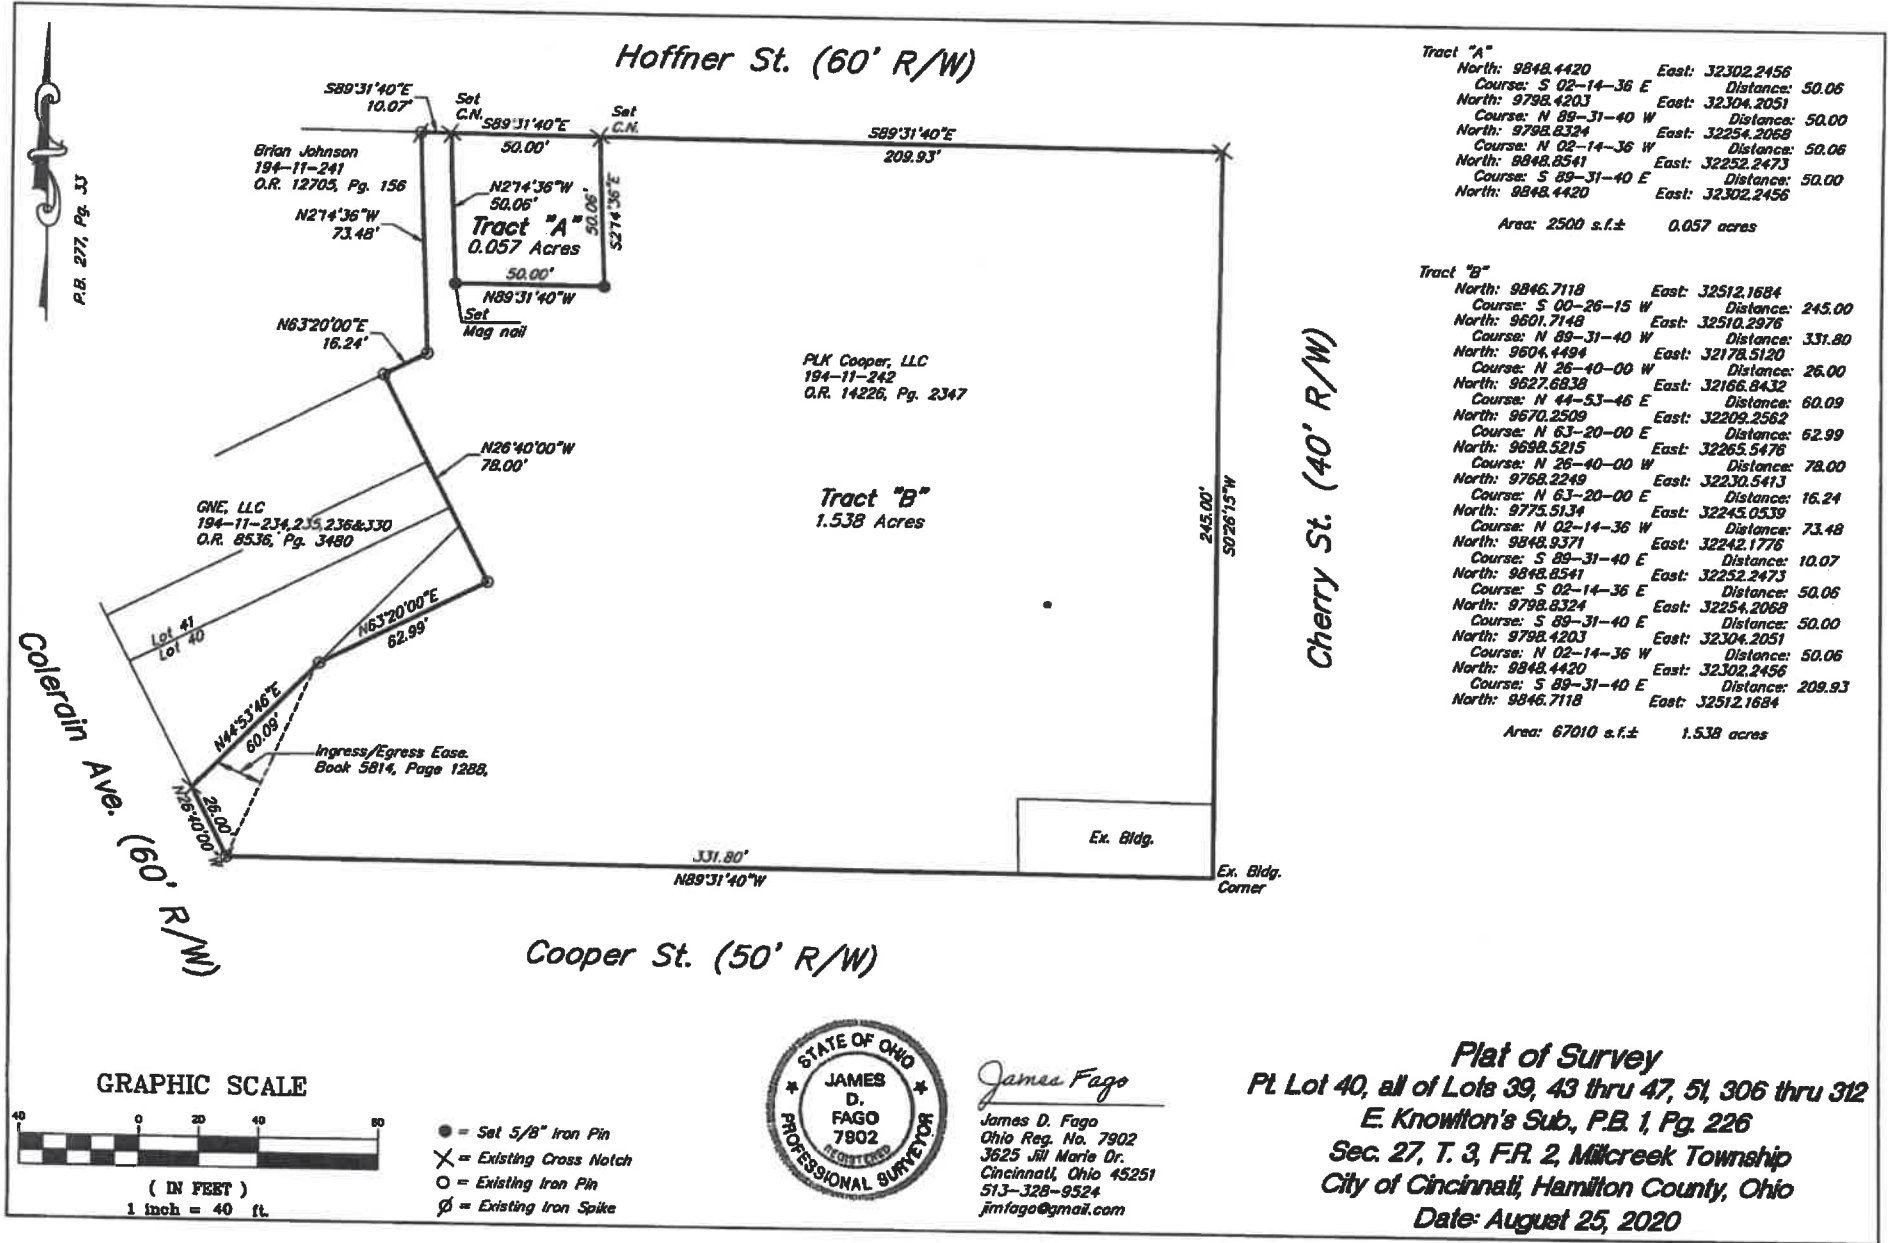 Hoffner St. (60' R/W)
P.B. 277, Pg. 33
S89°31'40"E
10.07'
Set
C.N.
S89°31'40"E
50.00'
Set
C.N.
S89°31'40"E
209.93'
Brian Johnson
194-11-241
O.R. 12705, Pg. 156
N2°14'36"W
73.48'
N2°14'36"W
50.06'
Tract "A"
0.057 Acres
50.06'
S2°14'36"E
50.00'
N89°31'40"W
Set
Mag nail
N63°20'00"E
16.24'
PLK Cooper, LLC
194-11-242
O.R. 14226, Pg. 2347
N26°40'00"W
78.00'
GNE, LLC
194-11-234,235,236&330
O.R. 8536, Pg. 3480
Tract "B"
1.538 Acres
245.00'
S0°26'15"W
Cherry St. (40' R/W)
N63°20'00"E
62.99'
Lot 41
Lot 40
Colerain Ave. (60' R/W)
N44°53'46"E
60.09'
Ingress/Egress Ease.
Book 5814, Page 1288,
26.00'
N26°40'00"W
331.80'
N89°31'40"W
Ex. Bldg.
Ex. Bldg.
Corner
Cooper St. (50' R/W)
Tract "A"
North: 9848.4420 East: 32302.2456
Course: S 02-14-36 E Distance: 50.06
North: 9798.4203 East: 32304.2051
Course: N 89-31-40 W Distance: 50.00
North: 9798.8324 East: 32254.2068
Course: N 02-14-36 W Distance: 50.06
North: 9848.8541 East: 32252.2473
Course: S 89-31-40 E Distance: 50.00
North: 9848.4420 East: 32302.2456
Area: 2500 s.f.± 0.057 acres
Tract "B"
North: 9846.7118 East: 32512.1684
Course: S 00-26-15 W Distance: 245.00
North: 9601.7148 East: 32510.2976
Course: N 89-31-40 W Distance: 331.80
North: 9604.4494 East: 32178.5120
Course: N 26-40-00 W Distance: 26.00
North: 9627.6838 East: 32166.8432
Course: N 44-53-46 E Distance: 60.09
North: 9670.2509 East: 32209.2562
Course: N 63-20-00 E Distance: 62.99
North: 9698.5215 East: 32265.5476
Course: N 26-40-00 W Distance: 78.00
North: 9768.2249 East: 32230.5413
Course: N 63-20-00 E Distance: 16.24
North: 9775.5134 East: 32245.0539
Course: N 02-14-36 W Distance: 73.48
North: 9848.9371 East: 32242.1776
Course: S 89-31-40 E Distance: 10.07
North: 9848.8541 East: 32252.2473
Course: S 02-14-36 E Distance: 50.06
North: 9798.8324 East: 32254.2068
Course: S 89-31-40 E Distance: 50.00
North: 9798.4203 East: 32304.2051
Course: N 02-14-36 W Distance: 50.06
North: 9848.4420 East: 32302.2456
Course: S 89-31-40 E Distance: 209.93
North: 9846.7118 East: 32512.1684
Area: 67010 s.f.± 1.538 acres
GRAPHIC SCALE
40 0 20 40 80
( IN FEET )
1 inch = 40 ft.
= Set 5/8" Iron Pin
= Existing Cross Notch
= Existing Iron Pin
= Existing Iron Spike
STATE OF OHIO
JAMES
D.
FAGO
7802
REGISTERED
PROFESSIONAL SURVEYOR
James Fago
James D. Fago
Ohio Reg. No. 7902
3625 Jill Marie Dr.
Cincinnati, Ohio 45251
513-328-9524
jimfago@gmail.com
Plat of Survey
Pt. Lot 40, all of Lots 39, 43 thru 47, 51, 306 thru 312
E. Knowlton's Sub., P.B. 1, Pg. 226
Sec. 27, T. 3, F.R. 2, Millcreek Township
City of Cincinnati, Hamilton County, Ohio
Date: August 25, 2020